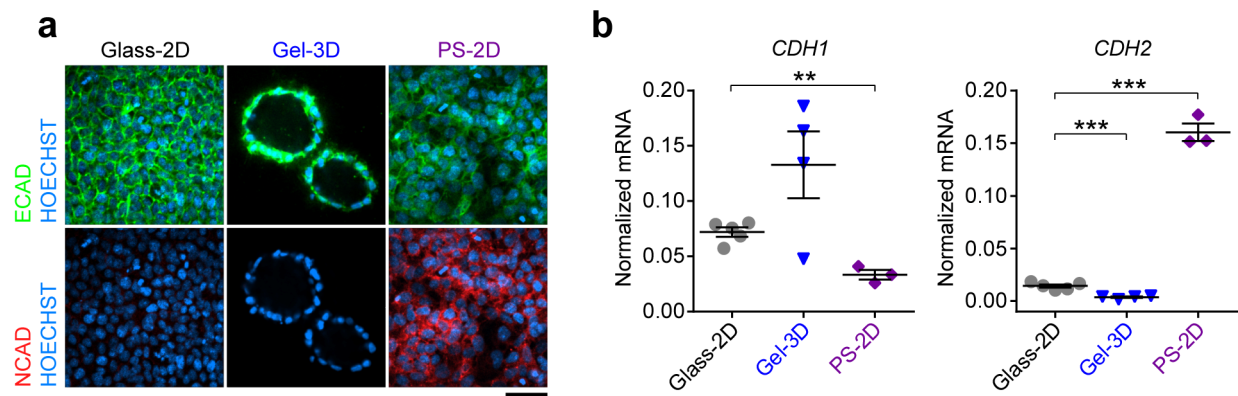 a
Glass-2D Gel-3D PS-2D
ECAD
HOECHST
NCAD
HOECHST
b
CDH1
**
Normalized mRNA
0.20
0.15
0.10
0.05
0.00
Glass-2D
Gel-3D
PS-2D
CDH2
***
***
Normalized mRNA
0.20
0.15
0.10
0.05
0.00
Glass-2D
Gel-3D
PS-2D